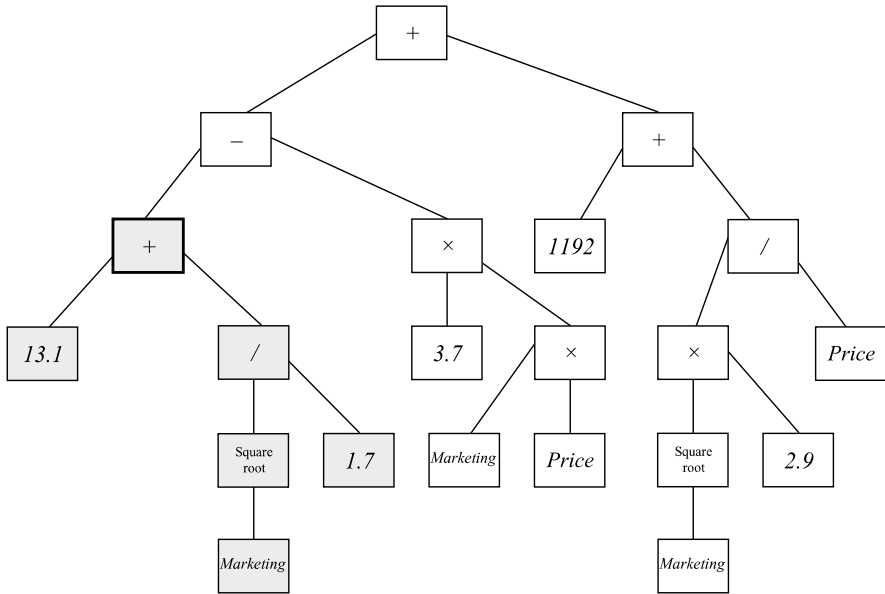 +
–
+
+
×
1192
/
13.1
/
3.7
×
×
Price
Square
root
1.7
Marketing
Price
Square
root
2.9
Marketing
Marketing